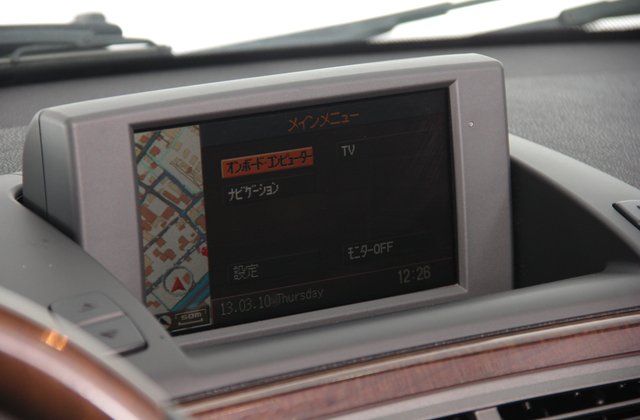 メインメニュー
オンボード・コンピューター
TV
ナビゲーション
設定
モニターOFF
13.03.10 Thursday
12:26
50m